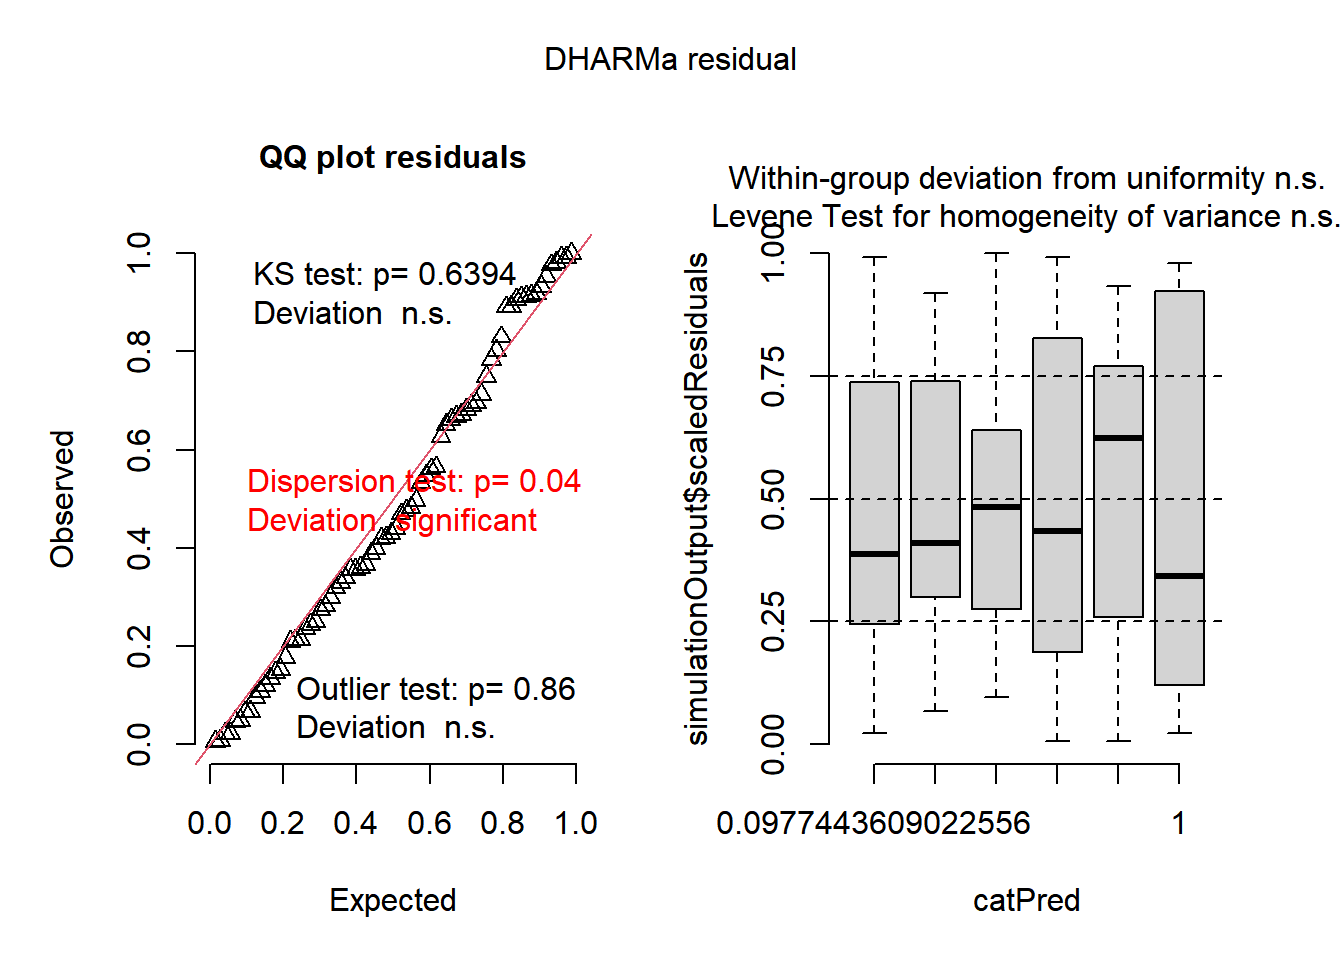 DHARMa residual
QQ plot residuals
KS test: p= 0.6394
Deviation  n.s.
Dispersion test: p= 0.04
Deviation  significant
Outlier test: p= 0.86
Deviation  n.s.
Observed
0.0 0.2 0.4 0.6 0.8 1.0
0.0 0.2 0.4 0.6 0.8 1.0
Expected
Within-group deviation from uniformity n.s.
Levene Test for homogeneity of variance n.s.
simulationOutput$scaledResiduals
0.00 0.25 0.50 0.75 1.00
0.0977443609022556 1
catPred